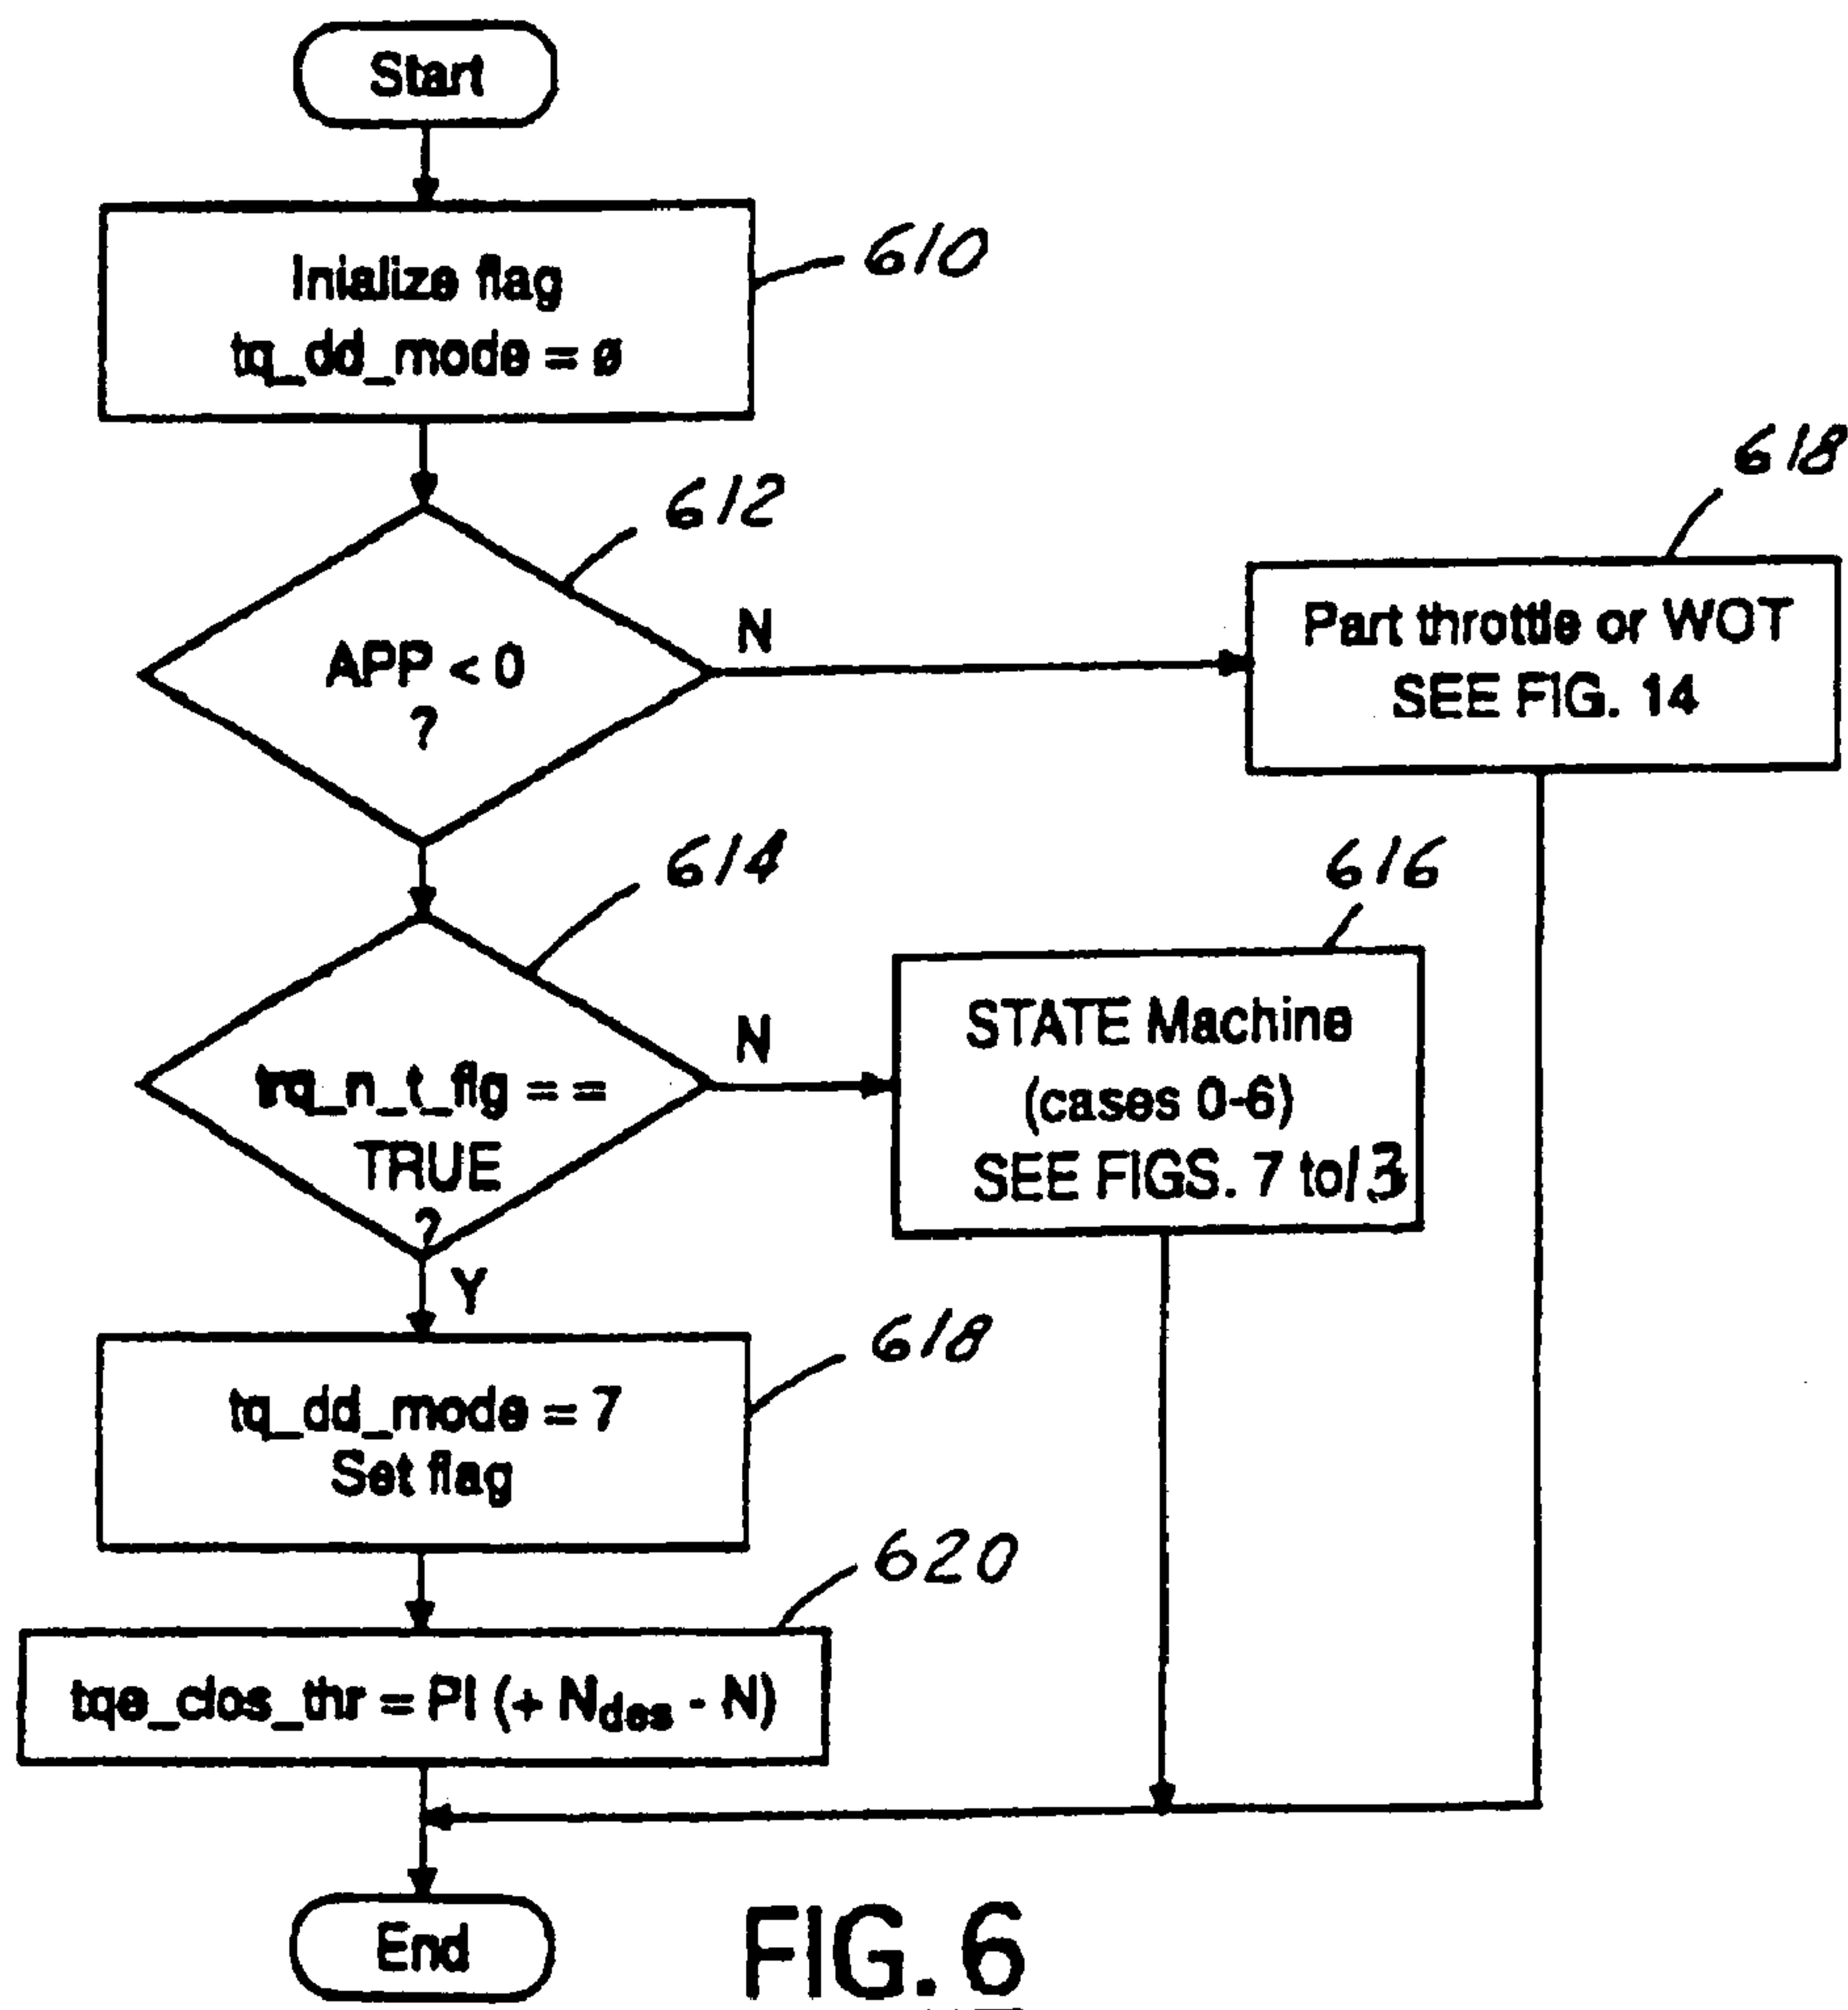 Start
Inialize flag
tq_dd_mode = ø
610
612
APP < 0
?
N
618
Part throttle or WOT
SEE FIG. 14
614
trq_n_t_flg = =
TRUE
?
N
616
STATE Machine
(cases 0-6)
SEE FIGS. 7 to 13
Y
618
tq_dd_mode = 7
Set flag
620
tqe_clos_thr = PI (+ Ndes - N)
End
FIG. 6